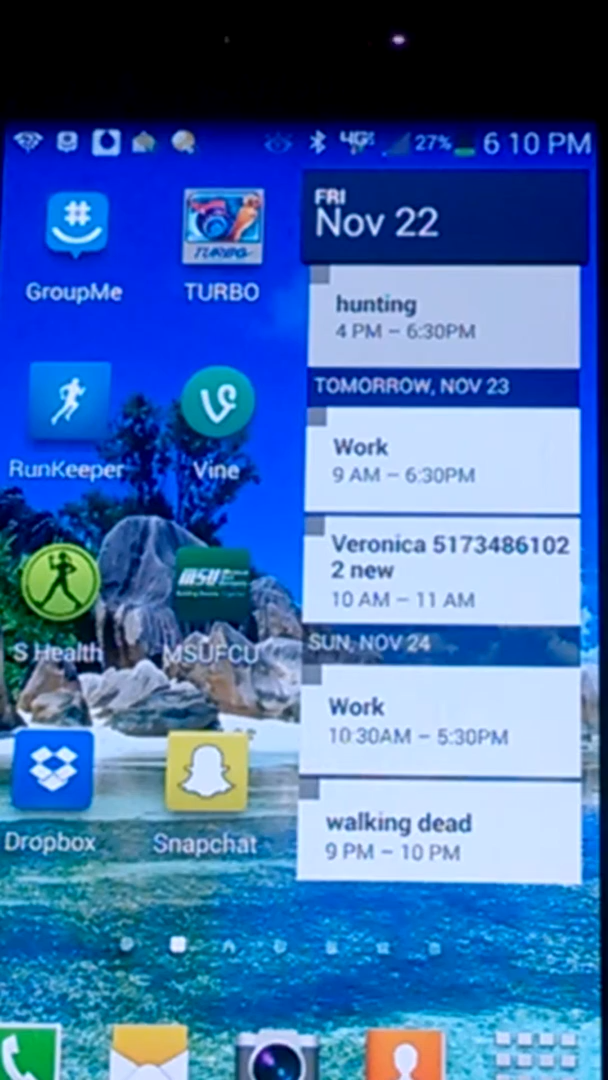 4G 27% 6:10 PM
FRI
Nov 22
GroupMe
TURBO
TURBO
hunting
4 PM – 6:30PM
TOMORROW, NOV 23
RunKeeper
Vine
Work
9 AM – 6:30PM
Veronica 5173486102
2 new
10 AM – 11 AM
MSU
S Health
MSUFCU
SUN, NOV 24
Work
10:30AM – 5:30PM
Dropbox
Snapchat
walking dead
9 PM – 10 PM